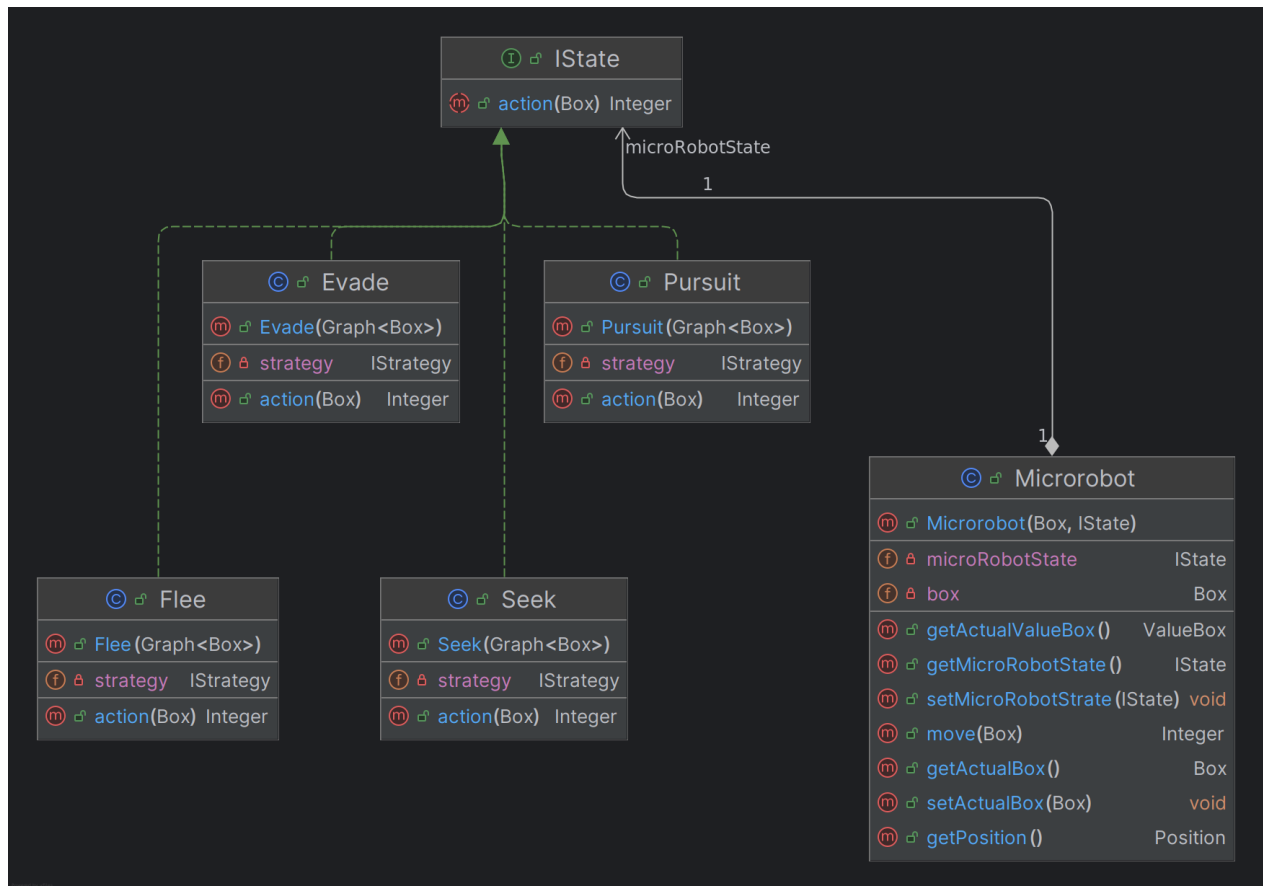 IState
action(Box) Integer
microRobotState
1
Evade
Evade(Graph<Box>)
strategy IStrategy
action(Box) Integer
Pursuit
Pursuit(Graph<Box>)
strategy IStrategy
action(Box) Integer
1
Microrobot
Microrobot(Box, IState)
microRobotState IState
box Box
getActualValueBox() ValueBox
getMicroRobotState() IState
setMicroRobotStrate(IState) void
move(Box) Integer
getActualBox() Box
setActualBox(Box) void
getPosition() Position
Flee
Flee(Graph<Box>)
strategy IStrategy
action(Box) Integer
Seek
Seek(Graph<Box>)
strategy IStrategy
action(Box) Integer